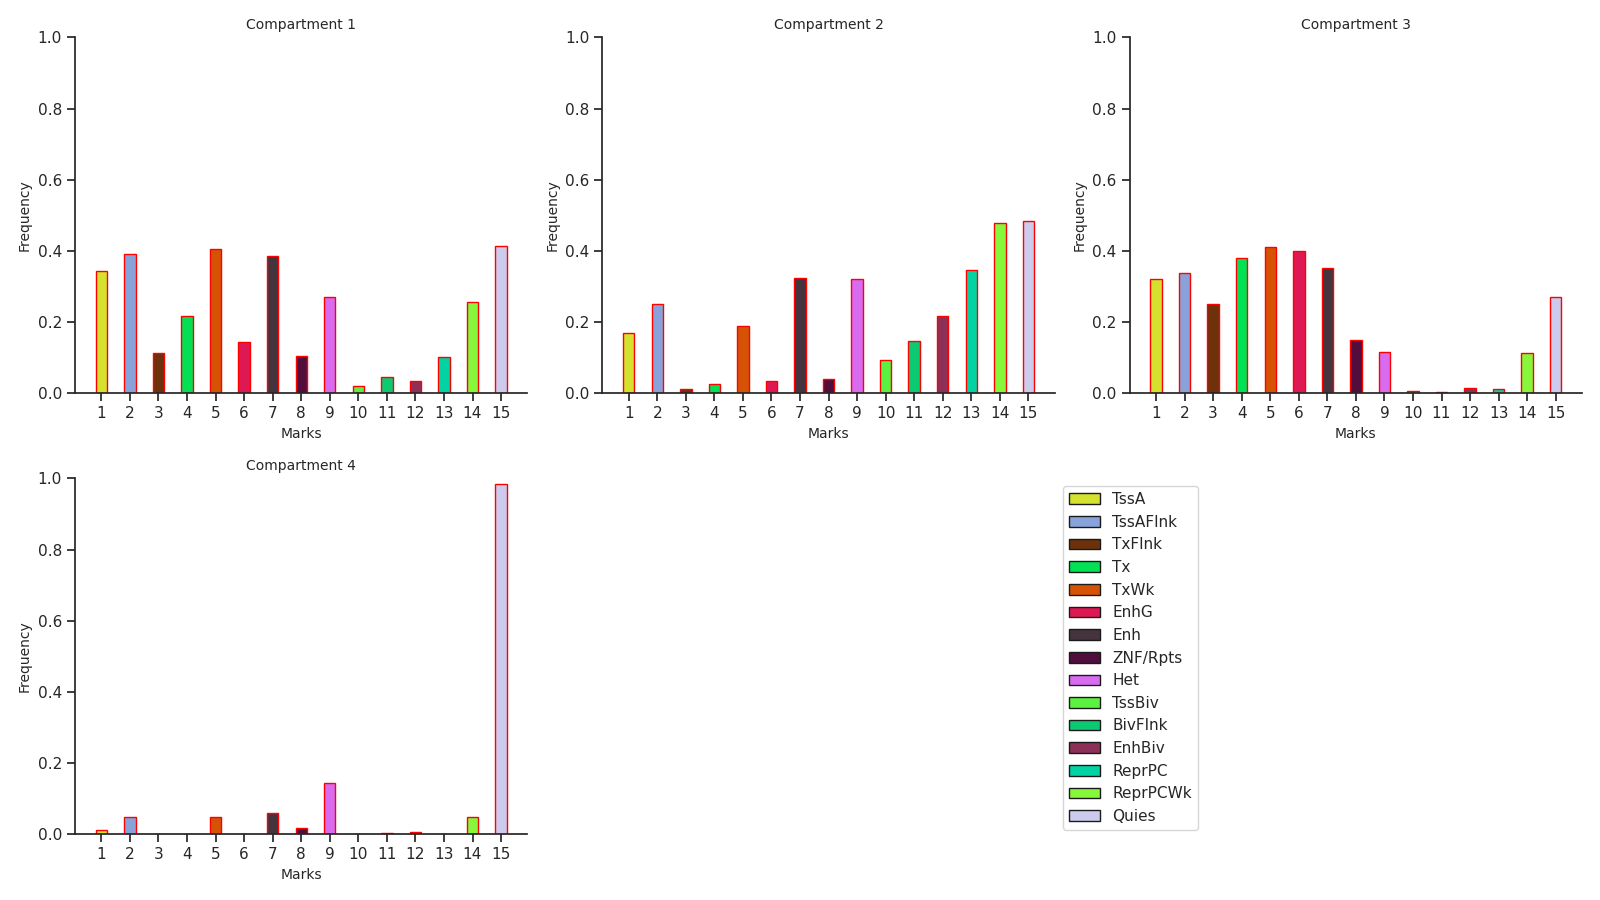 Compartment 1
1.0
0.8
0.6
0.4
0.2
0.0
Frequency
1 2 3 4 5 6 7 8 9 10 11 12 13 14 15
Marks
Compartment 2
1.0
0.8
0.6
0.4
0.2
0.0
Frequency
1 2 3 4 5 6 7 8 9 10 11 12 13 14 15
Marks
Compartment 3
1.0
0.8
0.6
0.4
0.2
0.0
Frequency
1 2 3 4 5 6 7 8 9 10 11 12 13 14 15
Marks
Compartment 4
1.0
0.8
0.6
0.4
0.2
0.0
Frequency
1 2 3 4 5 6 7 8 9 10 11 12 13 14 15
Marks
TssA
TssAFlnk
TxFlnk
Tx
TxWk
EnhG
Enh
ZNF/Rpts
Het
TssBiv
BivFlnk
EnhBiv
ReprPC
ReprPCWk
Quies